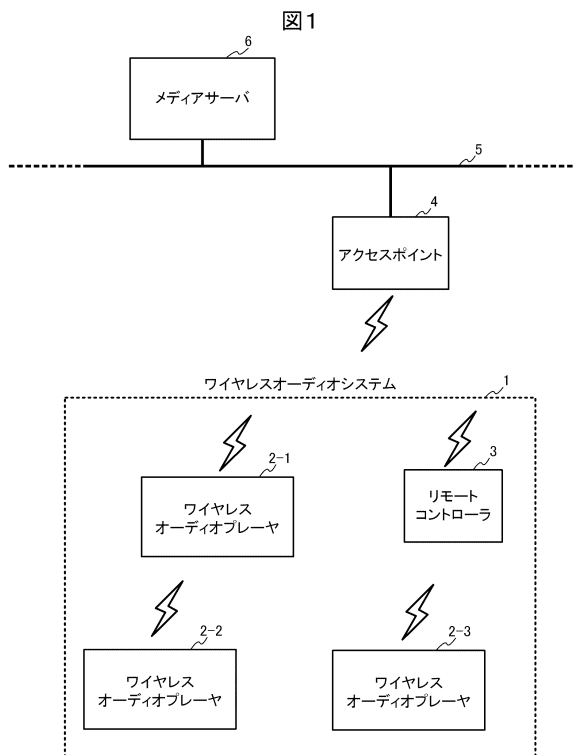 図1
6
メディアサーバ
5
4
アクセスポイント
ワイヤレスオーディオシステム
1
2-1
ワイヤレス
オーディオプレーヤ
3
リモート
コントローラ
2-2
ワイヤレス
オーディオプレーヤ
2-3
ワイヤレス
オーディオプレーヤ